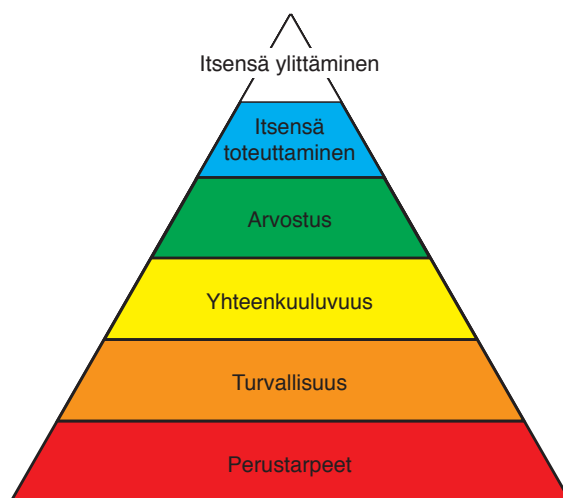 Itsensä ylittäminen
Itsensä
toteuttaminen
Arvostus
Yhteenkuuluvuus
Turvallisuus
Perustarpeet